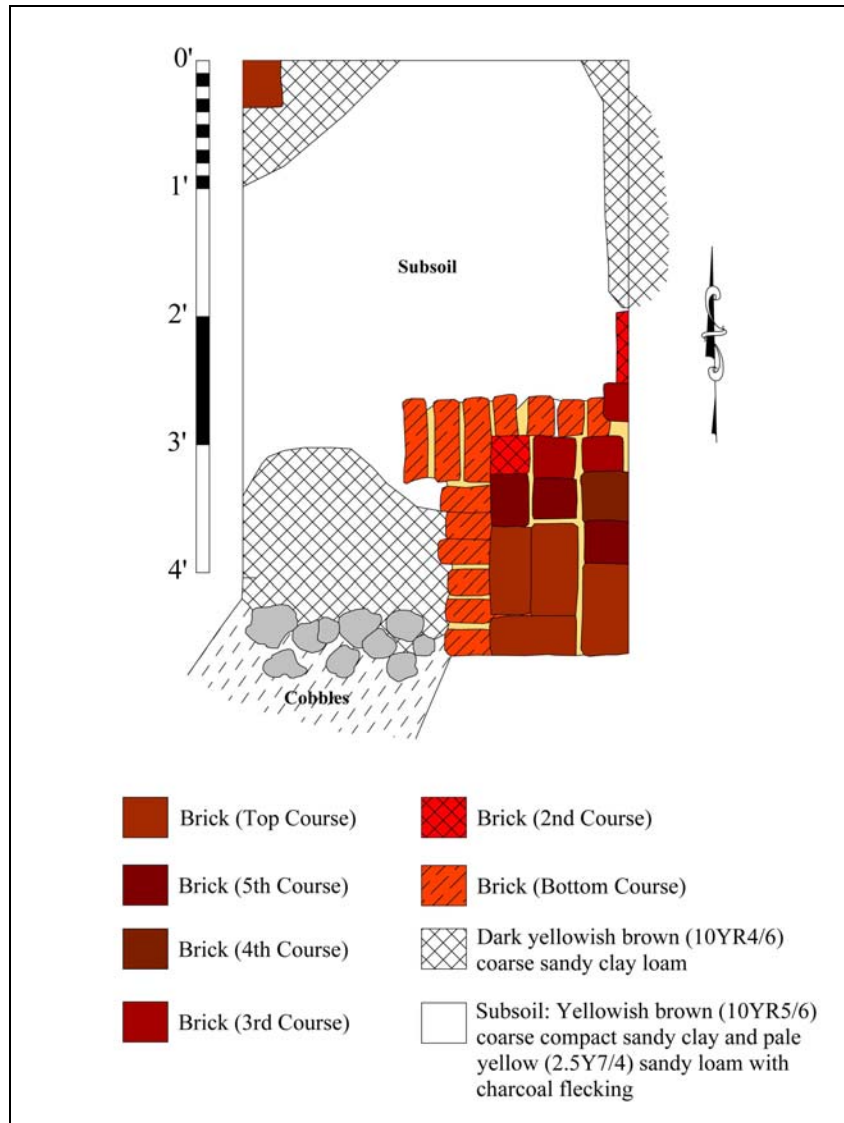 0'
1'
Subsoil
2'
3'
4'
Cobbles
Brick (Top Course)
Brick (5th Course)
Brick (4th Course)
Brick (3rd Course)
Brick (2nd Course)
Brick (Bottom Course)
Dark yellowish brown (10YR4/6)
coarse sandy clay loam
Subsoil: Yellowish brown (10YR5/6)
coarse compact sandy clay and pale
yellow (2.5Y7/4) sandy loam with
charcoal flecking